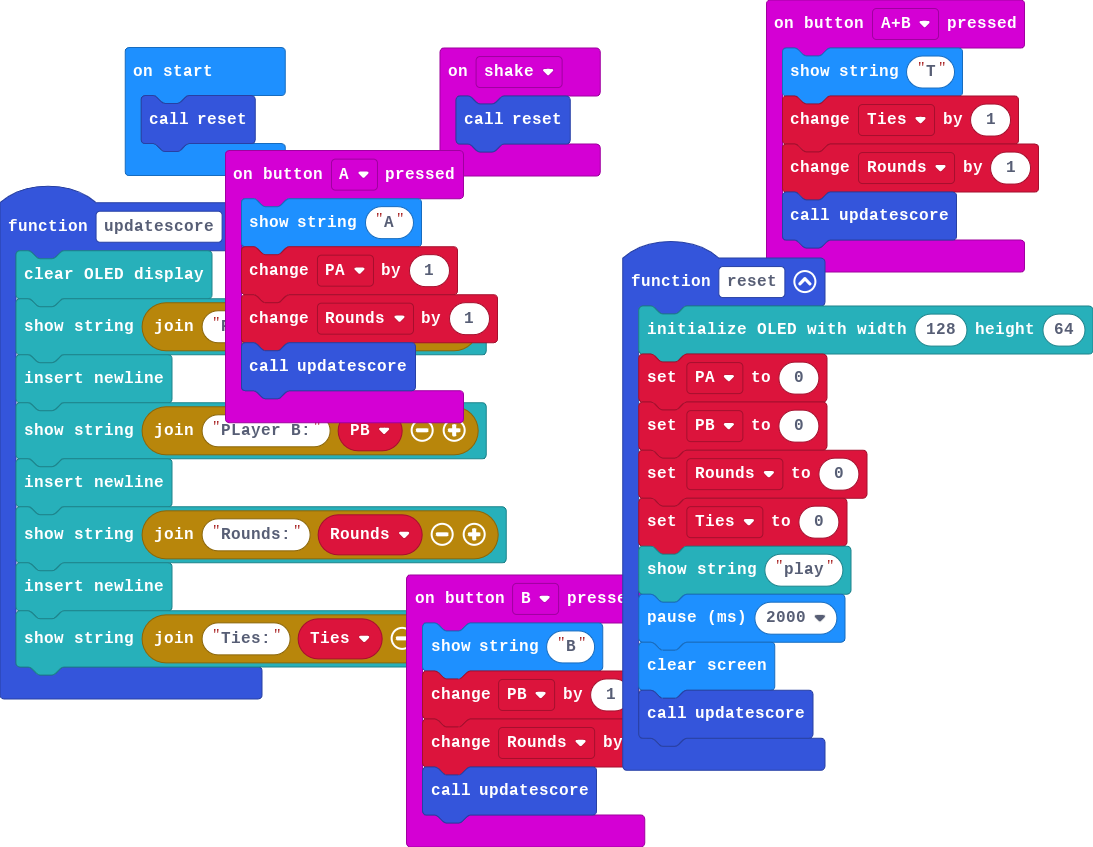 on start
call reset
on shake
call reset
on button A+B pressed
show string "T"
change Ties by 1
change Rounds by 1
call updatescore
on button A pressed
show string "A"
change PA by 1
change Rounds by 1
call updatescore
function updatescore
clear OLED display
show string join "
insert newline
show string join "PLayer B:" PB
insert newline
show string join "Rounds:" Rounds
insert newline
show string join "Ties:" Ties
on button B presse
show string "B"
change PB by 1
change Rounds by
call updatescore
function reset
initialize OLED with width 128 height 64
set PA to 0
set PB to 0
set Rounds to 0
set Ties to 0
show string "play"
pause (ms) 2000
clear screen
call updatescore